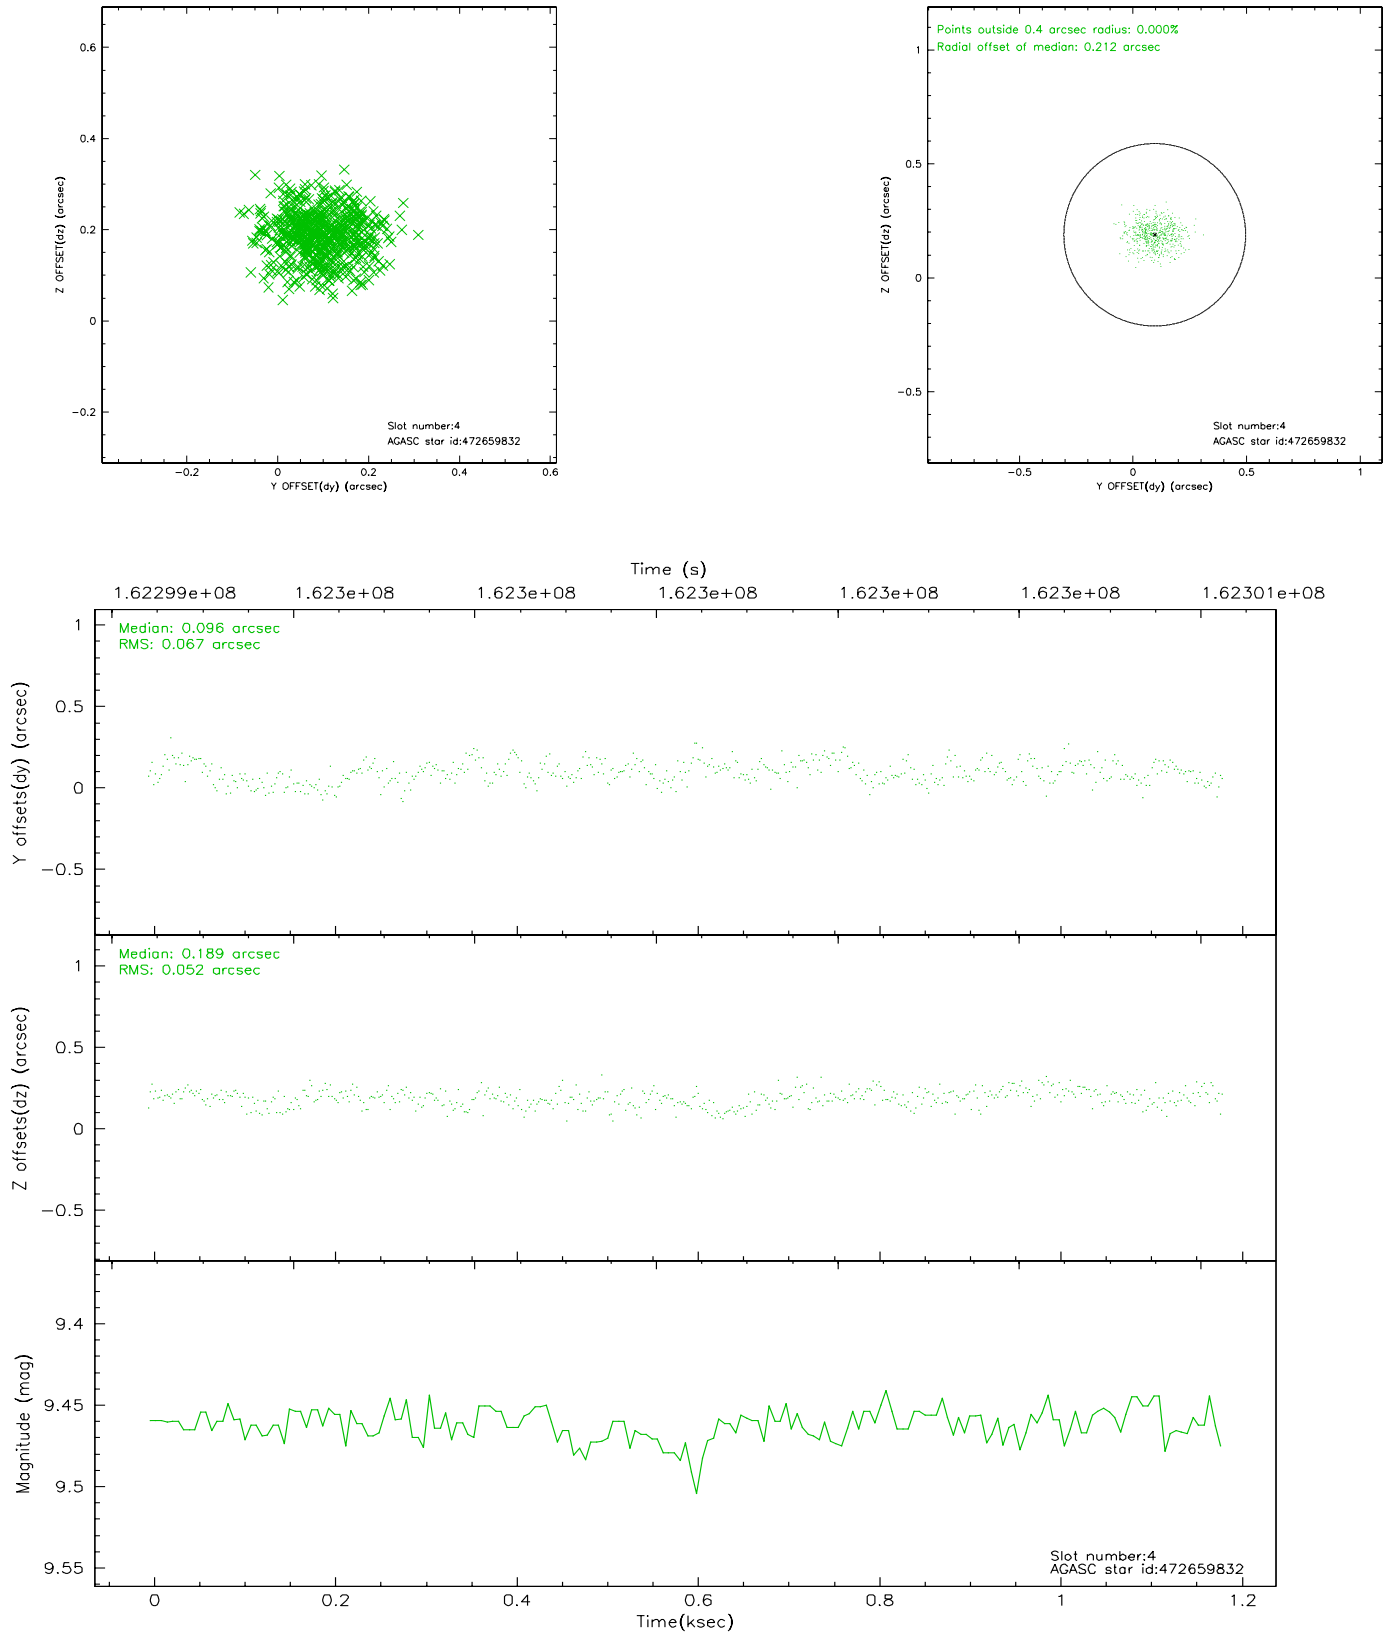 0.6
0.4
0.2
0
−0.2
Z OFFSET(dz) (arcsec)
Slot number:4
AGASC star id:472659832
−0.2 0 0.2 0.4 0.6
Y OFFSET(dy) (arcsec)
Points outside 0.4 arcsec radius: 0.000%
Radial offset of median: 0.212 arcsec
1
0.5
0
−0.5
Z OFFSET(dz) (arcsec)
Slot number:4
AGASC star id:472659832
−0.5 0 0.5 1
Y OFFSET(dy) (arcsec)
Time (s)
1.62299e+08 1.623e+08 1.623e+08 1.623e+08 1.623e+08 1.623e+08 1.62301e+08
Median: 0.096 arcsec
RMS: 0.067 arcsec
1
0.5
0
−0.5
Y offsets(dy) (arcsec)
Median: 0.189 arcsec
RMS: 0.052 arcsec
1
0.5
0
−0.5
Z offsets(dz) (arcsec)
9.4
9.45
9.5
9.55
Magnitude (mag)
Slot number:4
AGASC star id:472659832
0 0.2 0.4 0.6 0.8 1 1.2
Time(ksec)